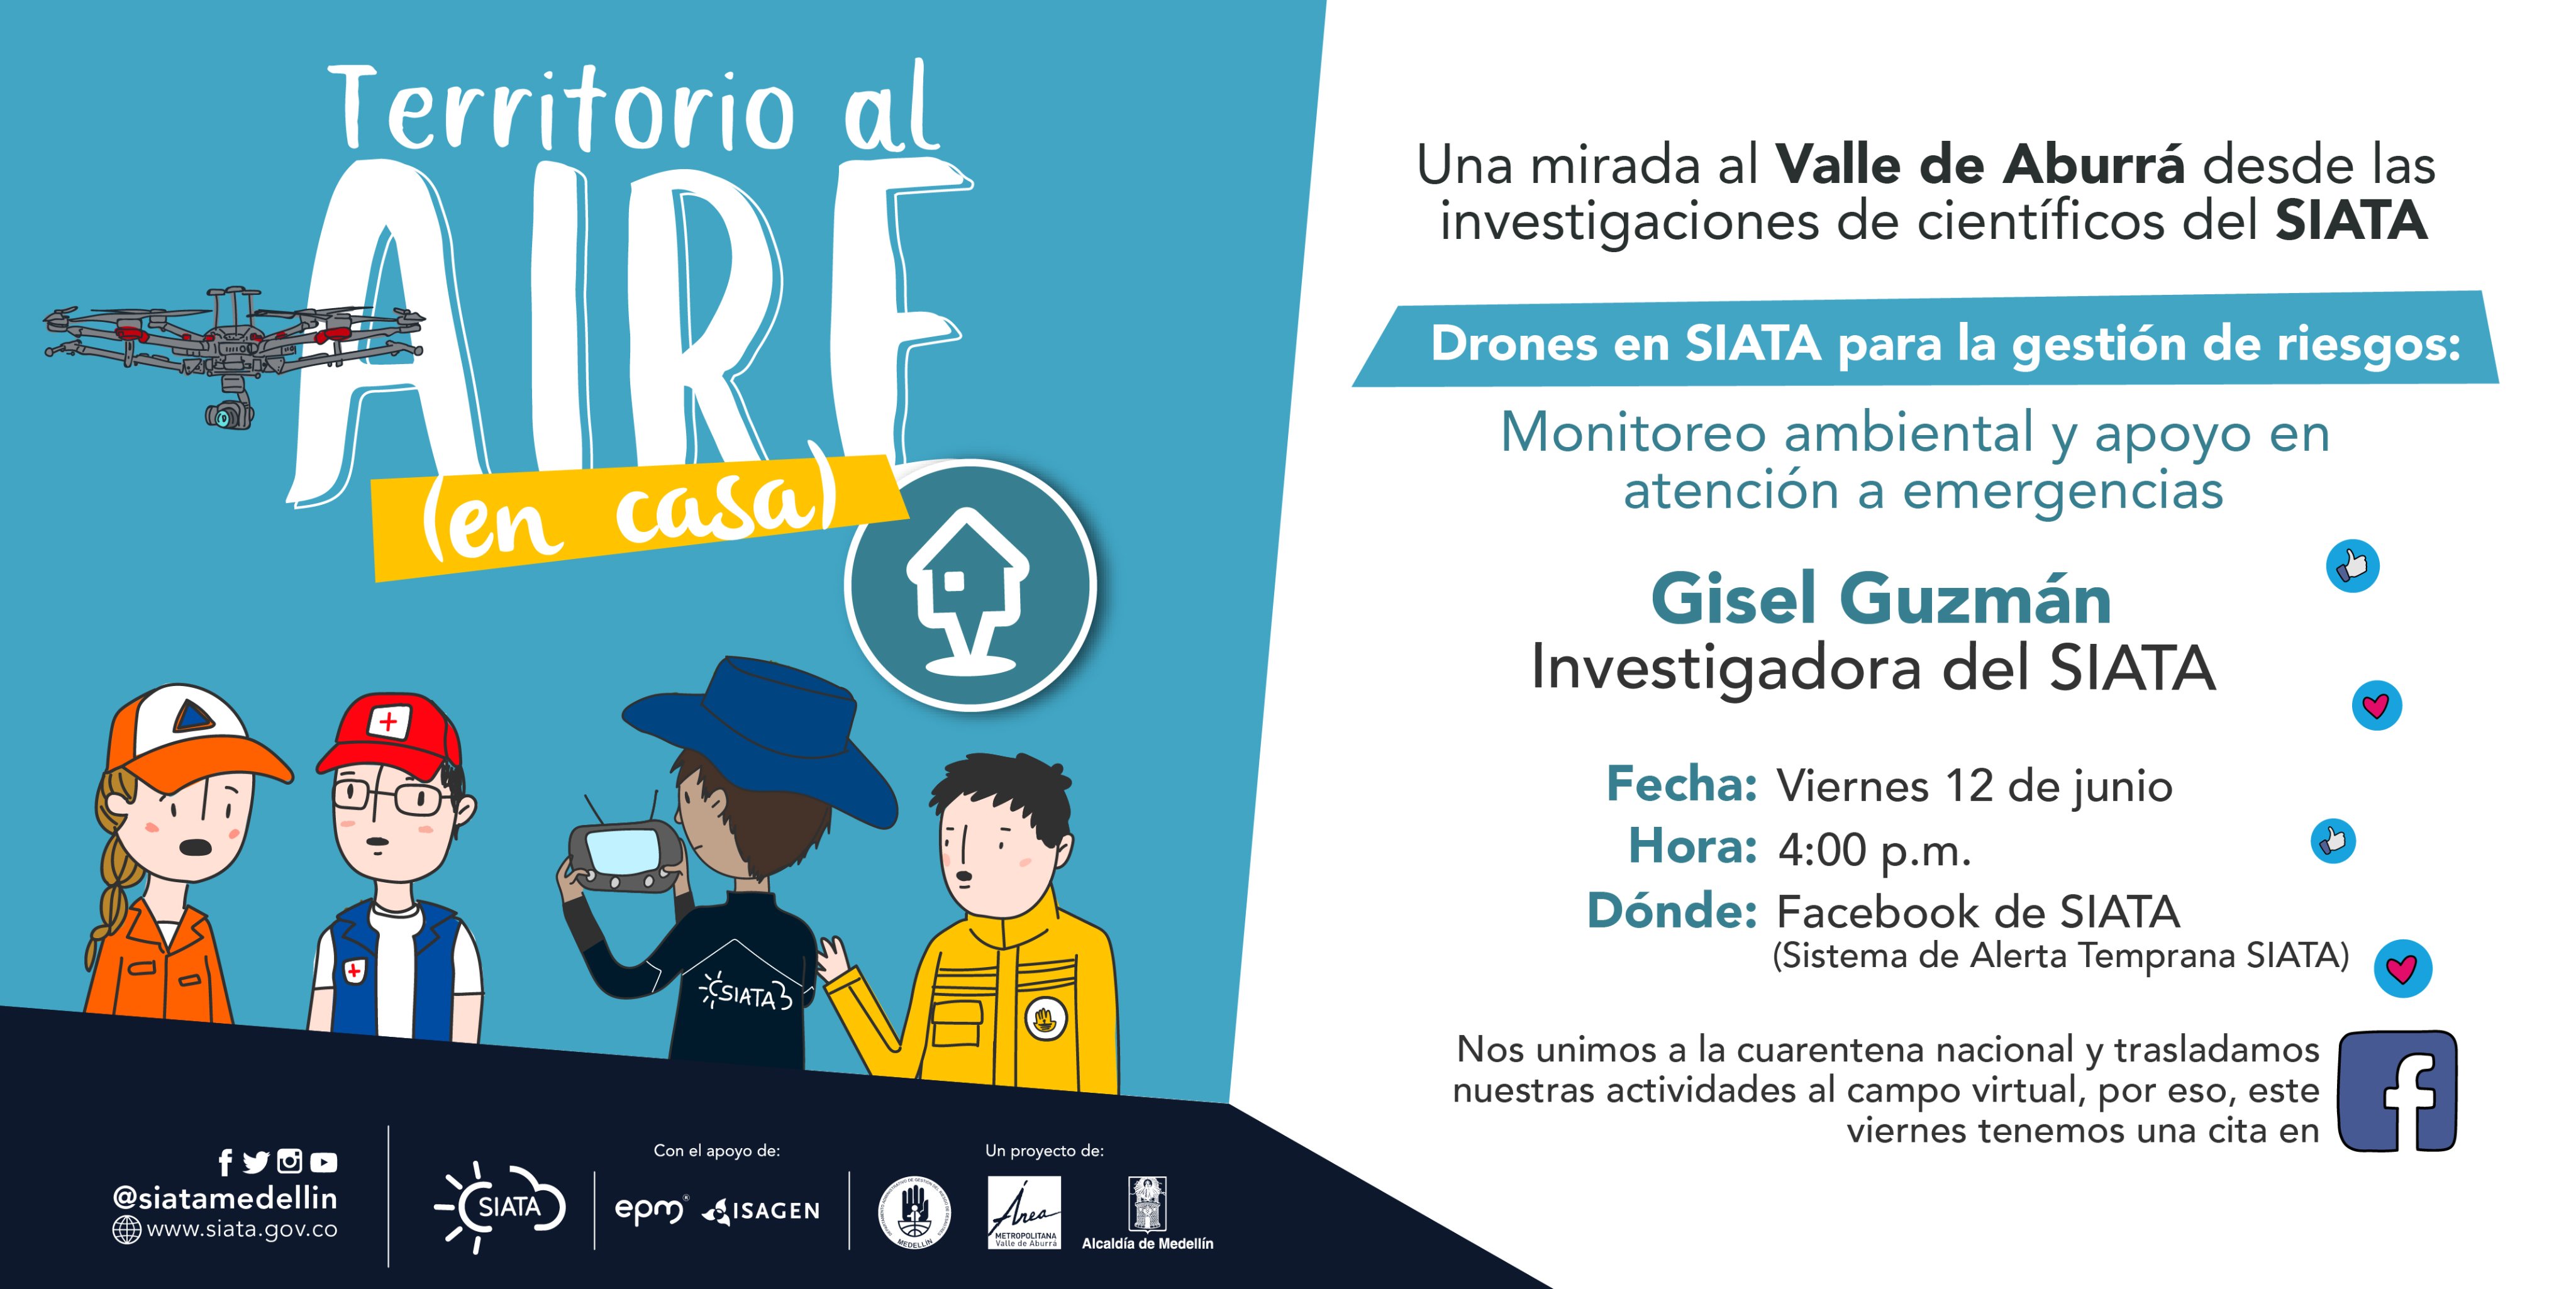 Territorio al
AIRE
(en casa)
SIATA
@siatamedellin
www.siata.gov.co
SIATA
Con el apoyo de:
epm®
ISAGEN
Un proyecto de:
MEDELLÍN
Área
METROPOLITANA
Valle de Aburrá
Alcaldía de Medellín
Una mirada al Valle de Aburrá desde las
investigaciones de científicos del SIATA
Drones en SIATA para la gestión de riesgos:
Monitoreo ambiental y apoyo en
atención a emergencias
Gisel Guzmán
Investigadora del SIATA
Fecha: Viernes 12 de junio
Hora: 4:00 p.m.
Dónde: Facebook de SIATA
(Sistema de Alerta Temprana SIATA)
Nos unimos a la cuarentena nacional y trasladamos
nuestras actividades al campo virtual, por eso, este
viernes tenemos una cita en